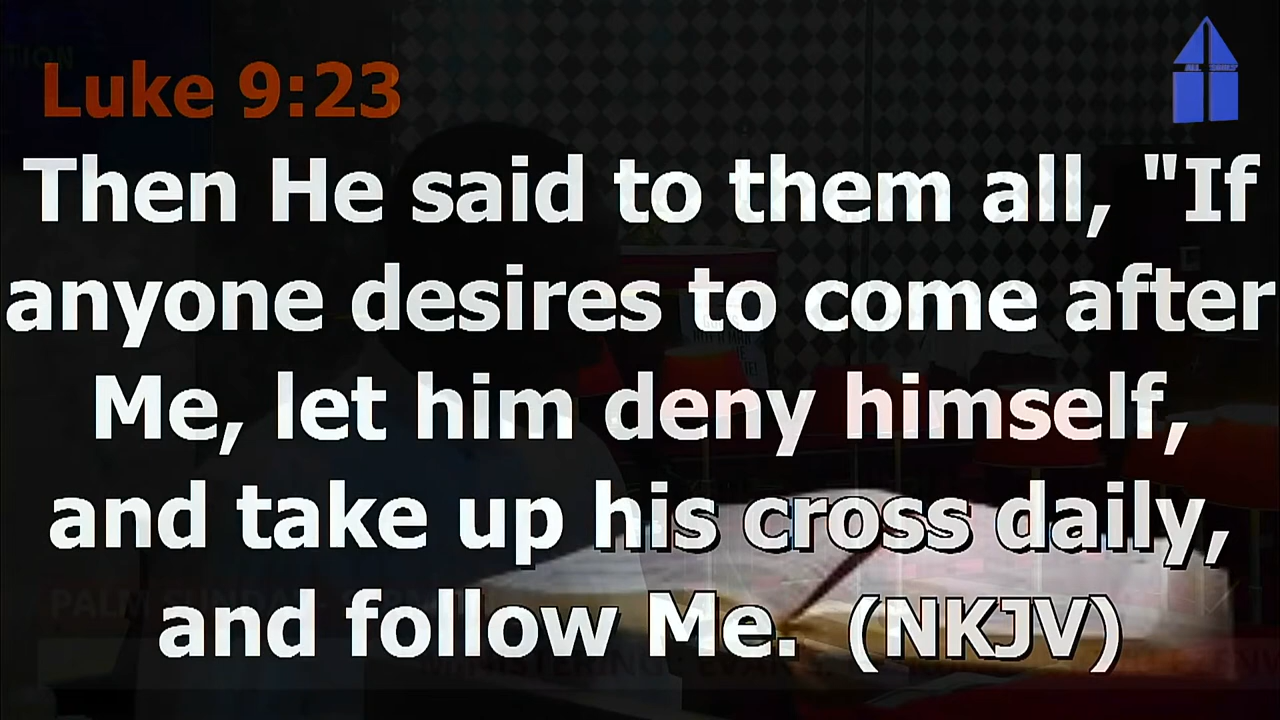 Luke 9:23
Then He said to them all, "If
anyone desires to come after
Me, let him deny himself,
and take up his cross daily,
and follow Me. (NKJV)